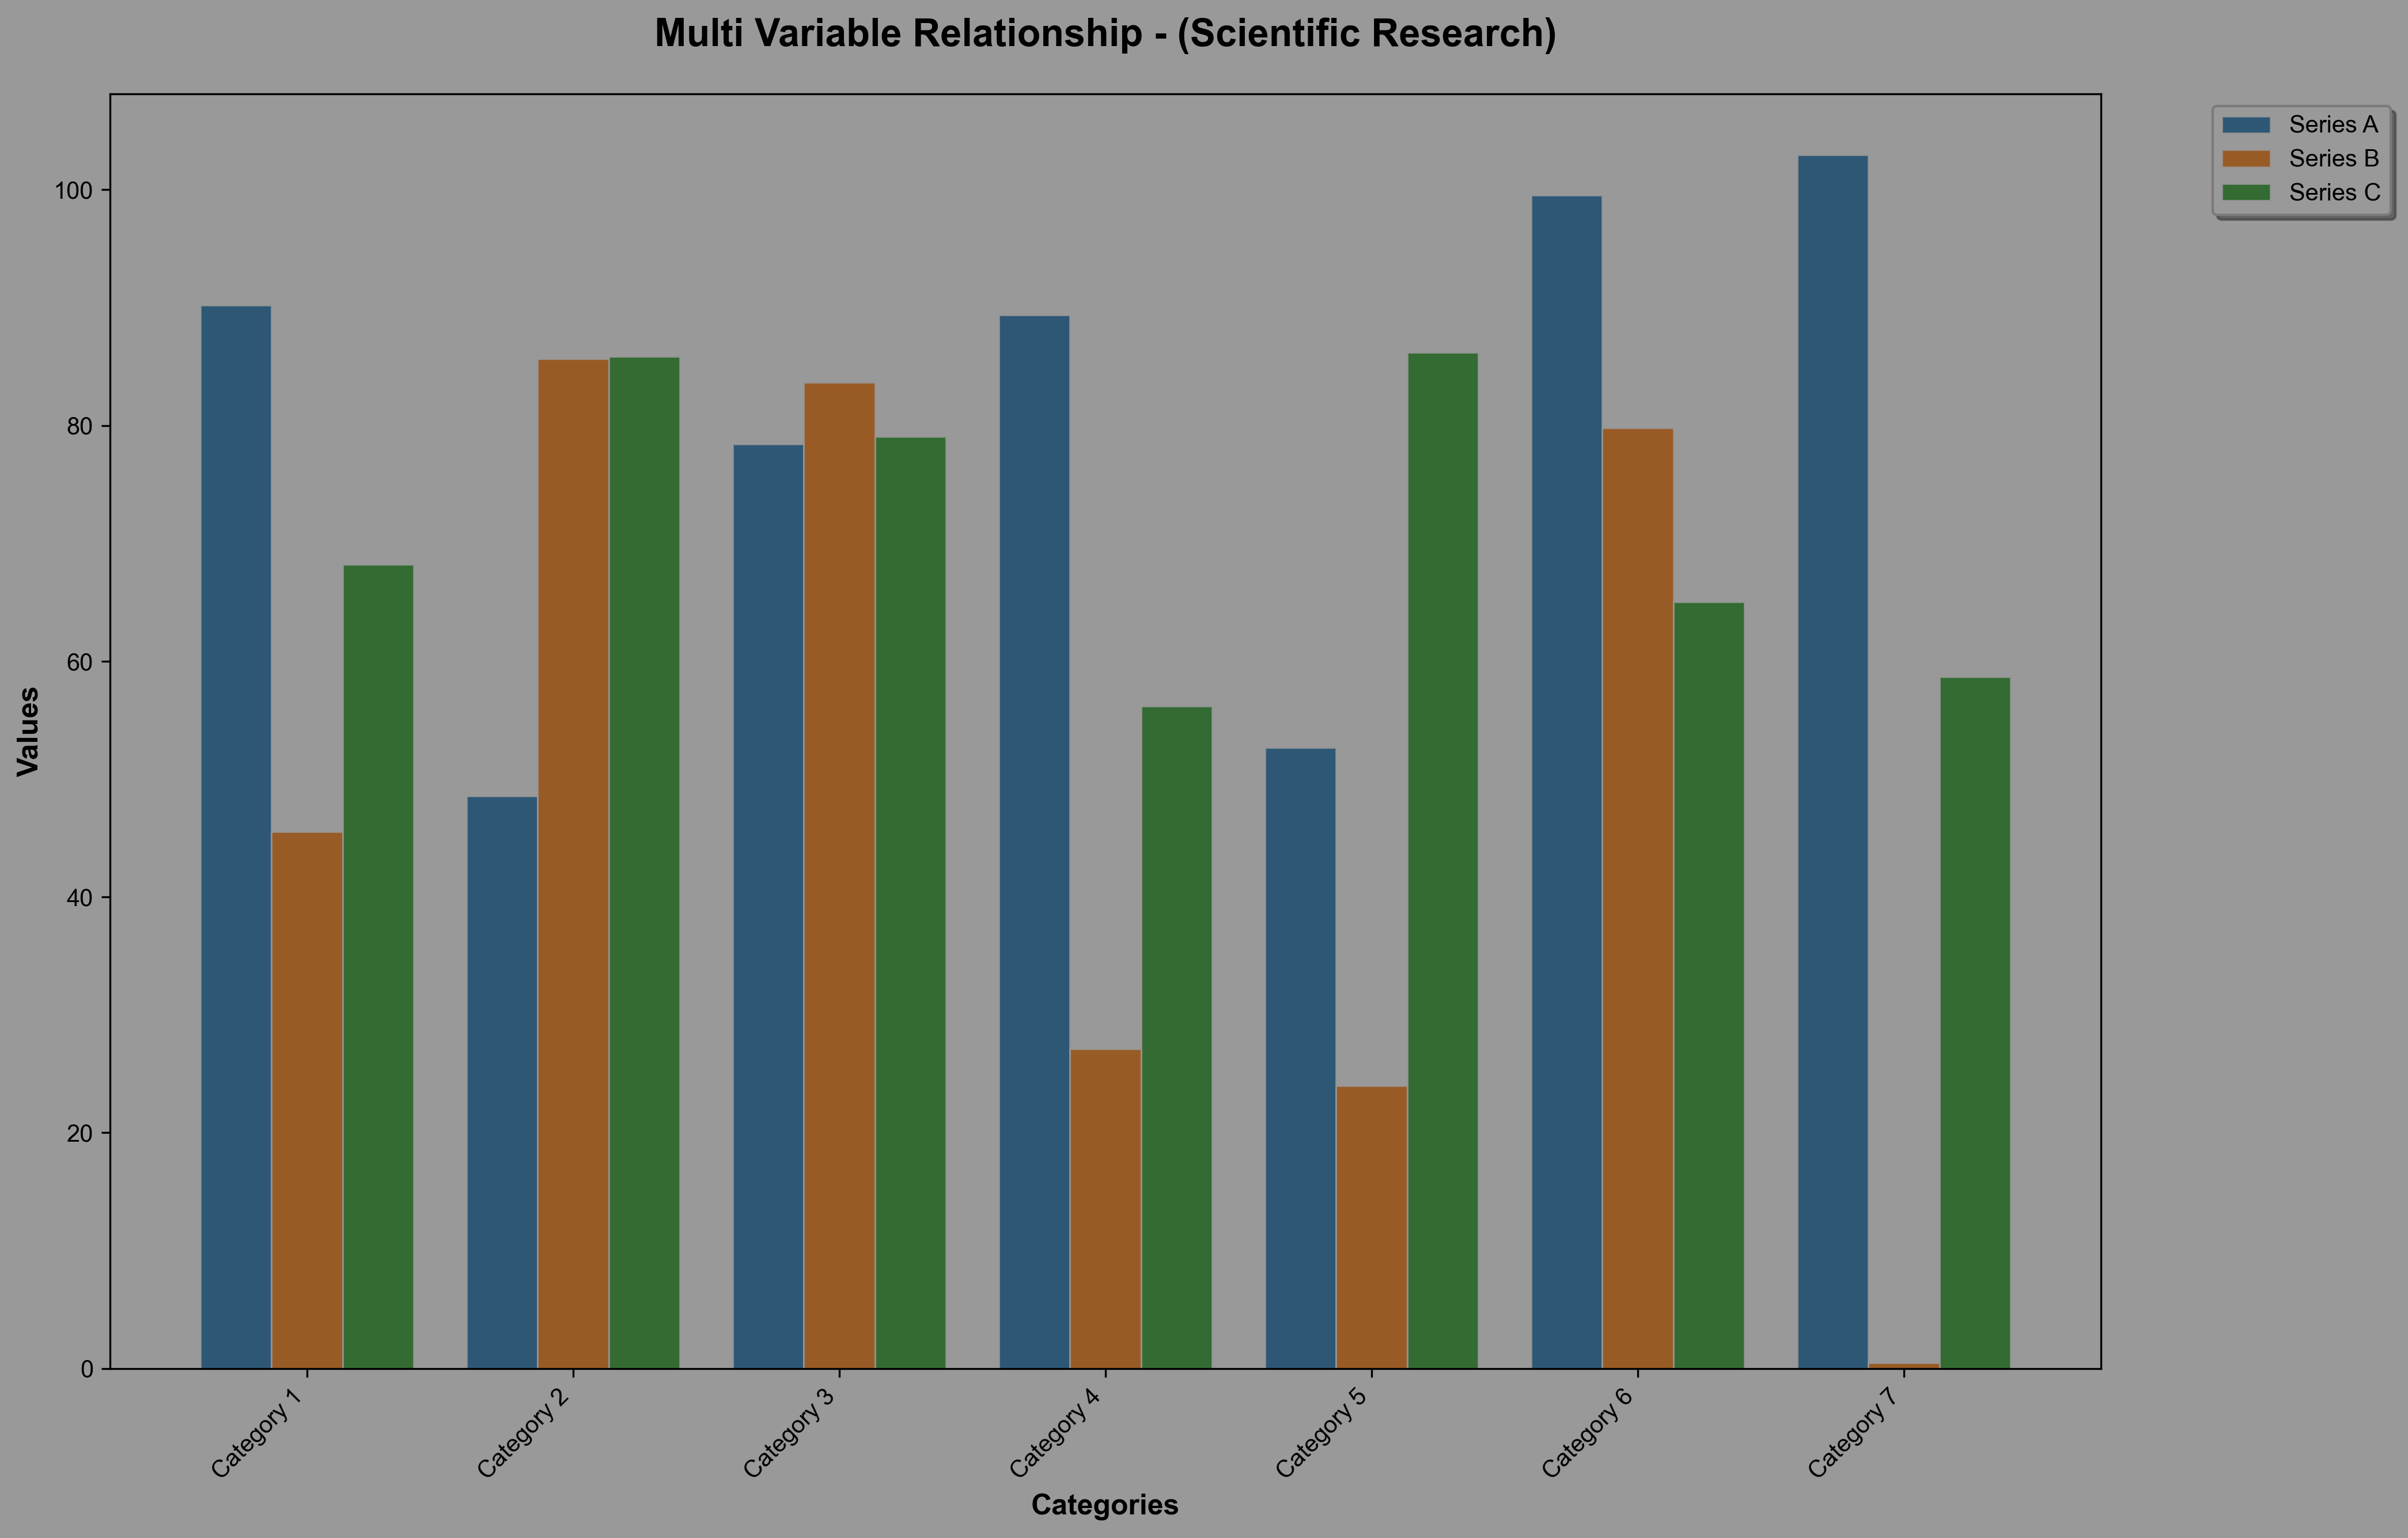 Multi Variable Relationship - (Scientific Research)
Series A
Series B
Series C
Values
100
80
60
40
20
0
Category 1
Category 2
Category 3
Category 4
Category 5
Category 6
Category 7
Categories